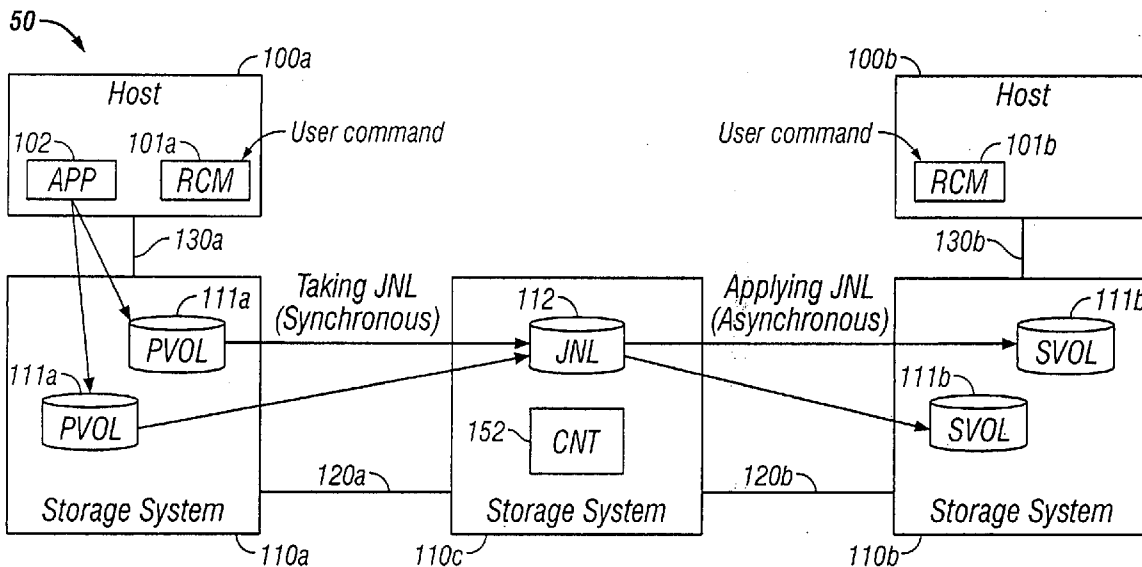 50
100a
100b
Host
Host
User command
User command
102
101a
101b
APP
RCM
RCM
130a
130b
Taking JNL
(Synchronous)
Applying JNL
(Asynchronous)
111a
112
111b
PVOL
JNL
SVOL
111a
111b
PVOL
SVOL
152
CNT
120a
120b
Storage System
Storage System
Storage System
110a
110c
110b